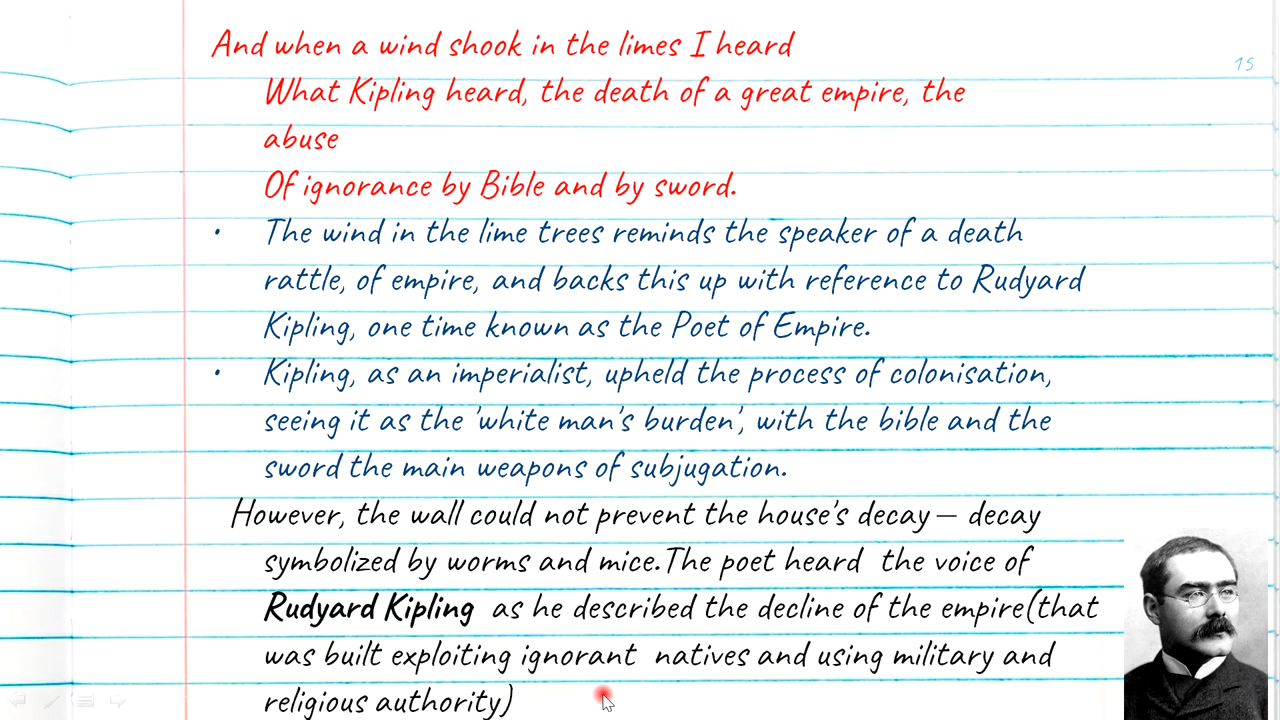 And when a wind shook in the limes I heard
15
What Kipling heard, the death of a great empire, the
abuse
Of ignorance by Bible and by sword.
• The wind in the lime trees reminds the speaker of a death
rattle, of empire, and backs this up with reference to Rudyard
Kipling, one time known as the Poet of Empire.
• Kipling, as an imperialist, upheld the process of colonisation,
seeing it as the 'white man's burden', with the bible and the
sword the main weapons of subjugation.
However, the wall could not prevent the house's decay— decay
symbolized by worms and mice.The poet heard the voice of
Rudyard Kipling as he described the decline of the empire(that
was built exploiting ignorant natives and using military and
religious authority)